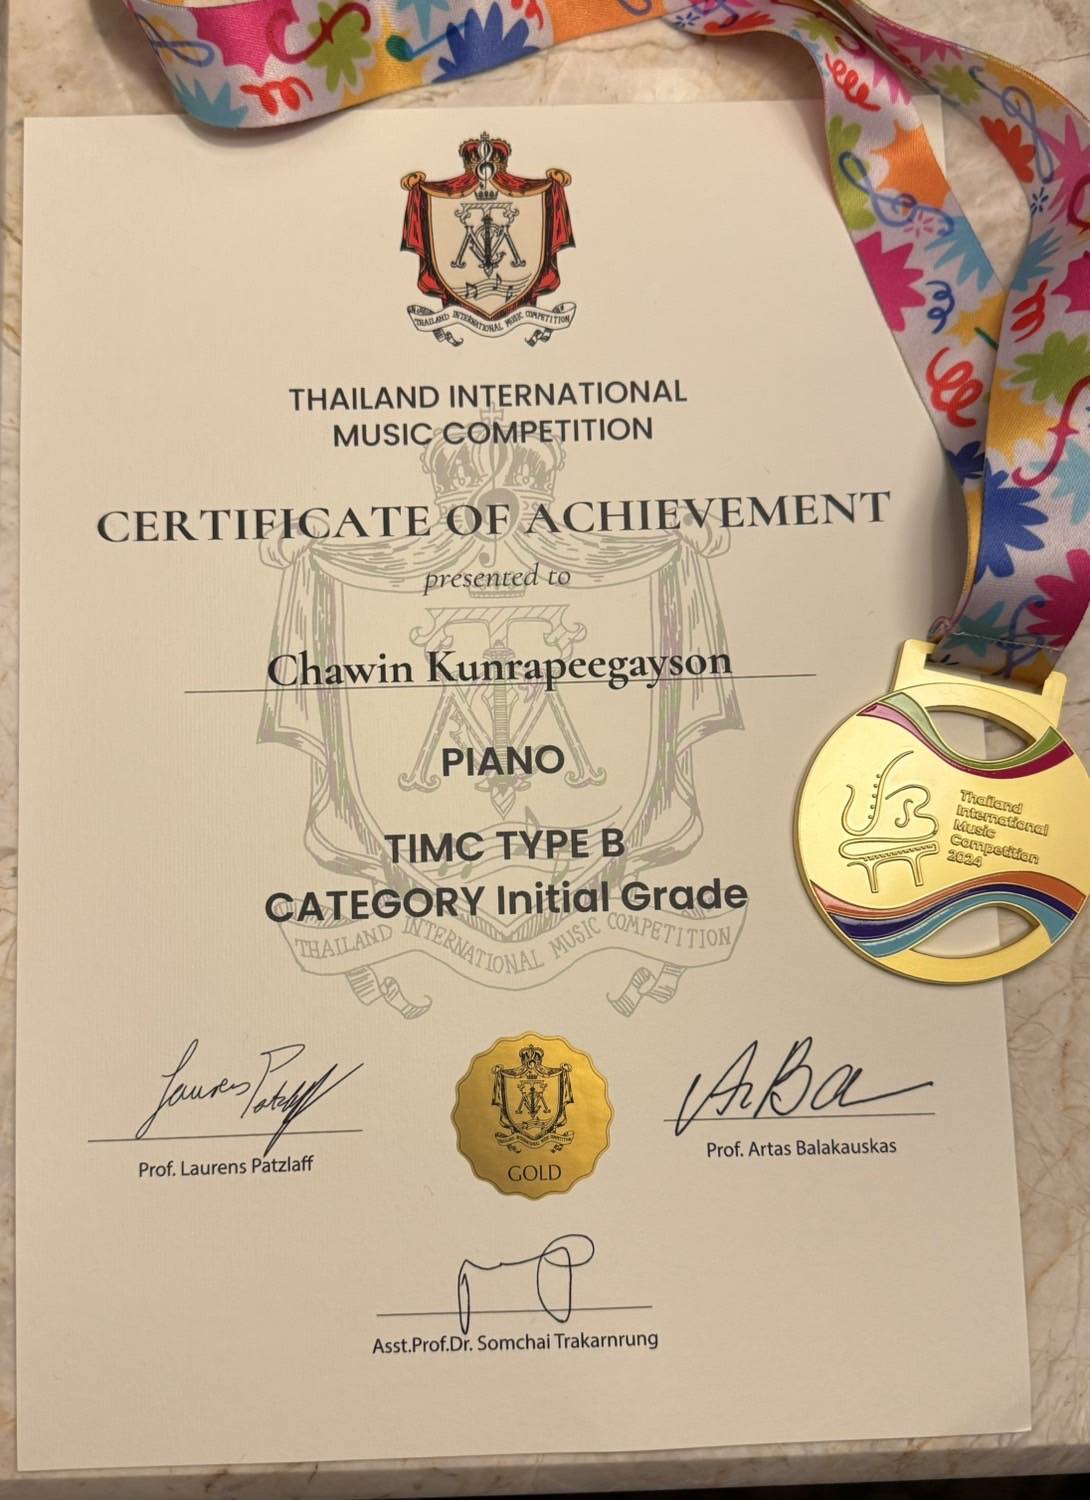 THAILAND INTERNATIONAL MUSIC COMPETITION
THAILAND INTERNATIONAL
MUSIC COMPETITION
CERTIFICATE OF ACHIEVEMENT
presented to
Chawin Kunrapeegayson
PIANO
TIMC TYPE B
CATEGORY Initial Grade
THAILAND INTERNATIONAL MUSIC COMPETITION
Thailand
International
Music
Competition
2024
Laurens Patzlaff
Prof. Laurens Patzlaff
GOLD
Prof. Artas Balakauskas
Asst.Prof.Dr. Somchai Trakarnrung